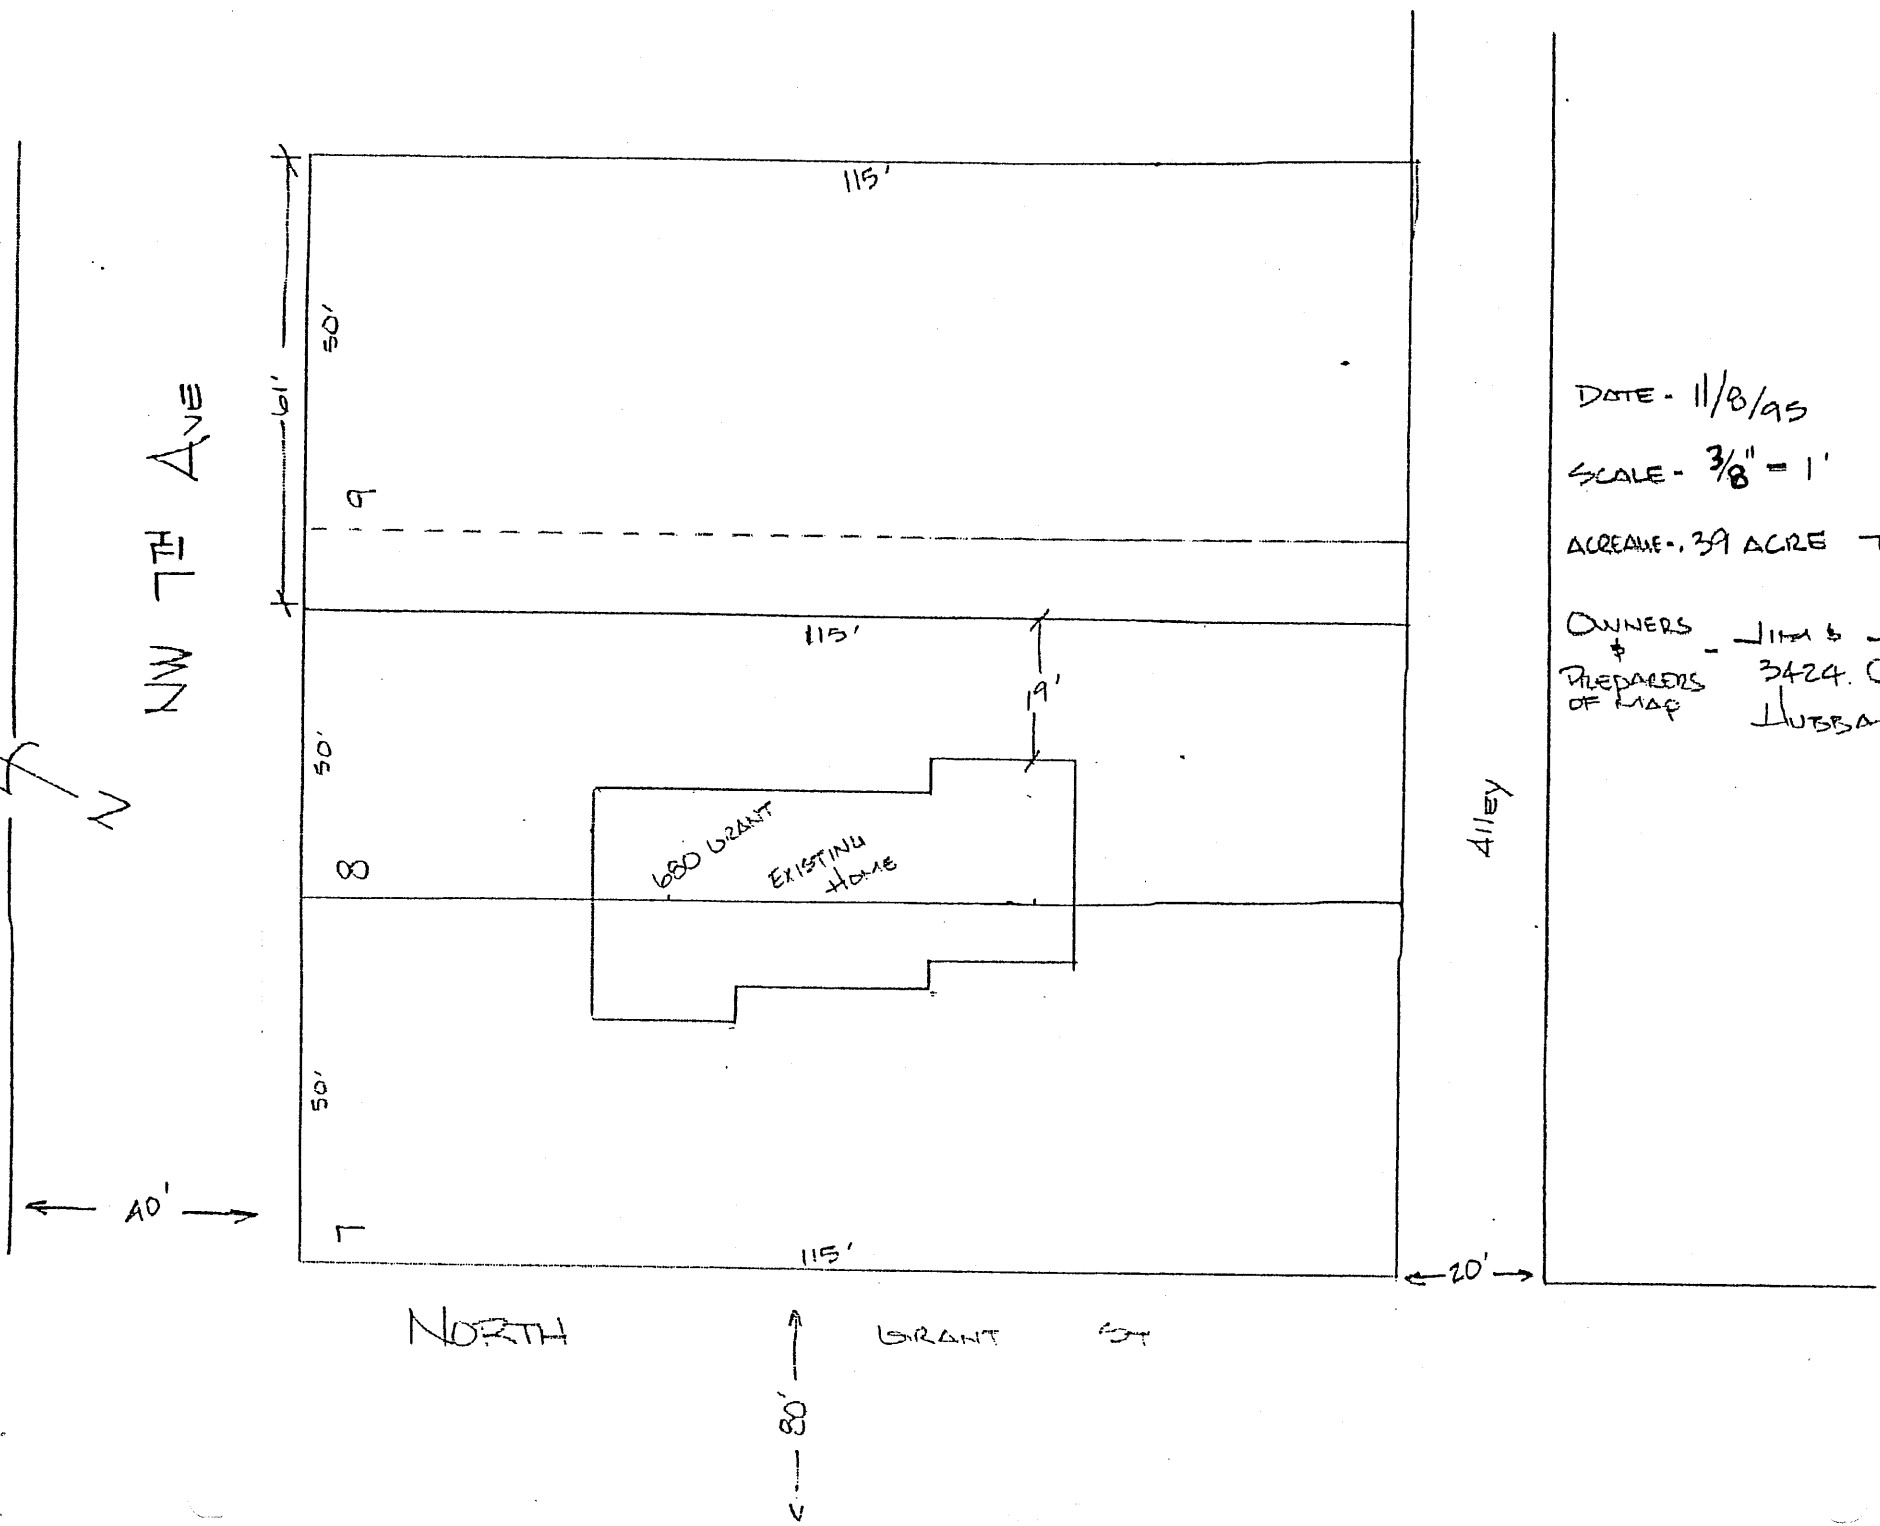 115'
50'
61'
9
NW 7TH AVE
115'
19'
50'
8
680 GRANT
EXISTING
HOME
N
50'
7
40'
115'
20'
Alley
NORTH GRANT ST
80'
DATE - 11/8/95
SCALE - 3/8" = 1'
ACREAGE - .39 ACRE
OWNERS
&
PREPARERS
OF MAP
- JIM &
3424.
HUBBA